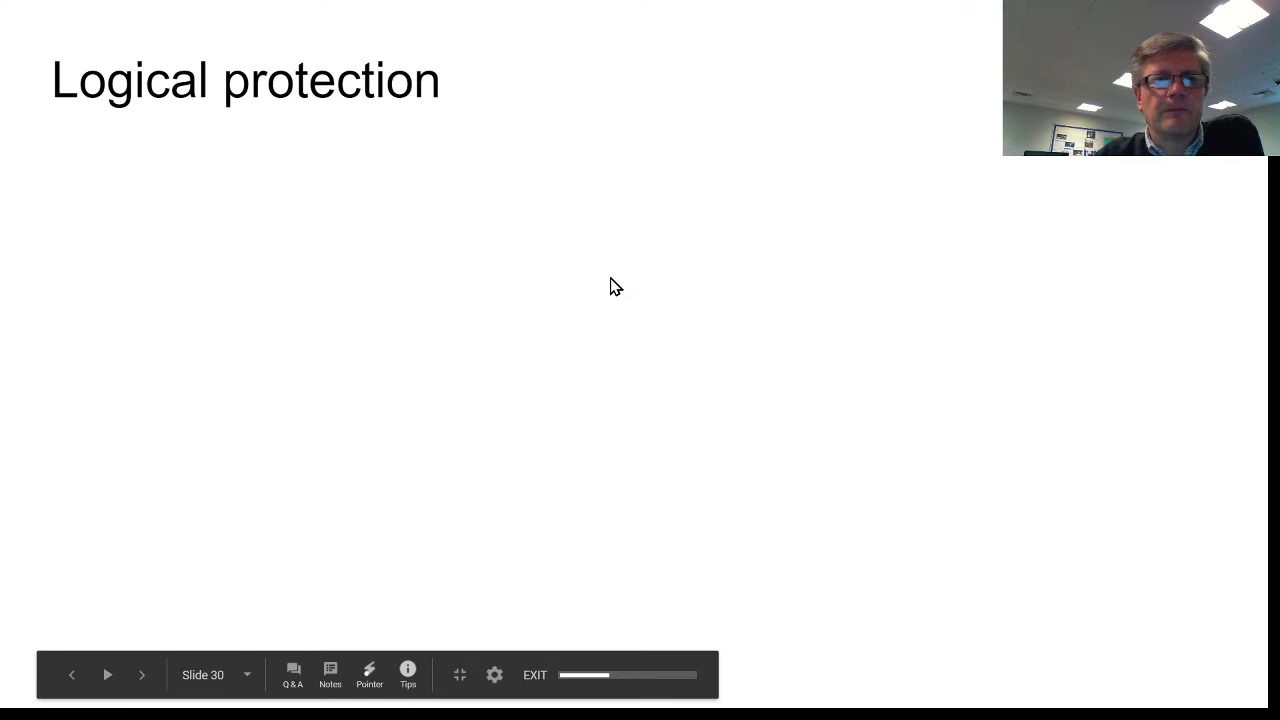 Logical protection
Slide 30
Q & A
Notes
Pointer
Tips
EXIT